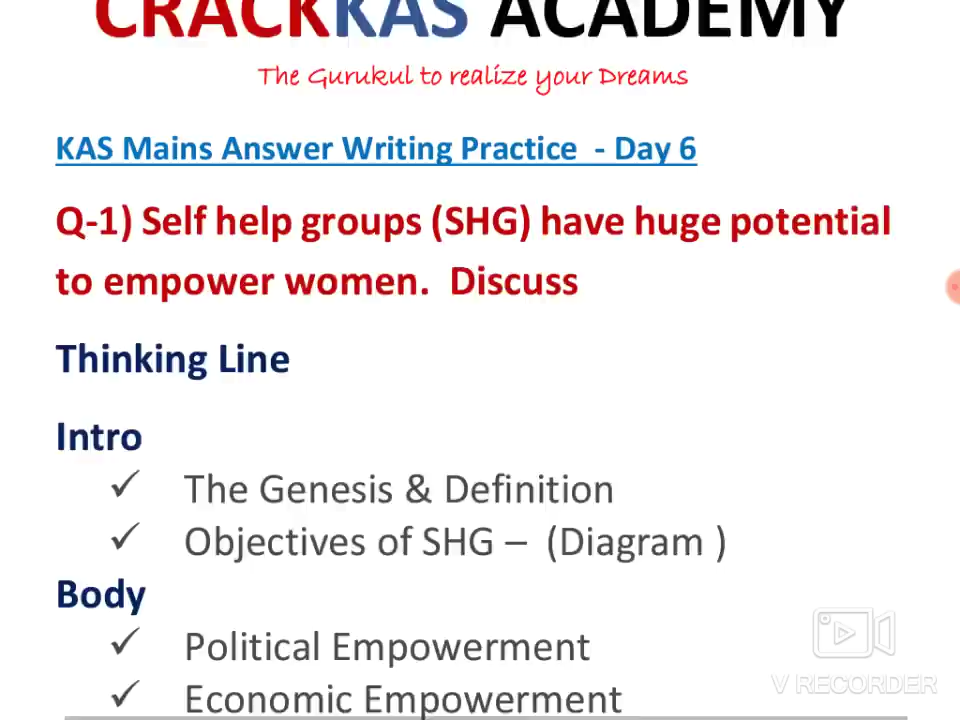 CRACKKAS ACADEMY
The Gurukul to realize your Dreams
KAS Mains Answer Writing Practice - Day 6
Q-1) Self help groups (SHG) have huge potential
to empower women. Discuss
Thinking Line
Intro
✓ The Genesis & Definition
✓ Objectives of SHG – (Diagram )
Body
✓ Political Empowerment
✓ Economic Empowerment
V RECORDER